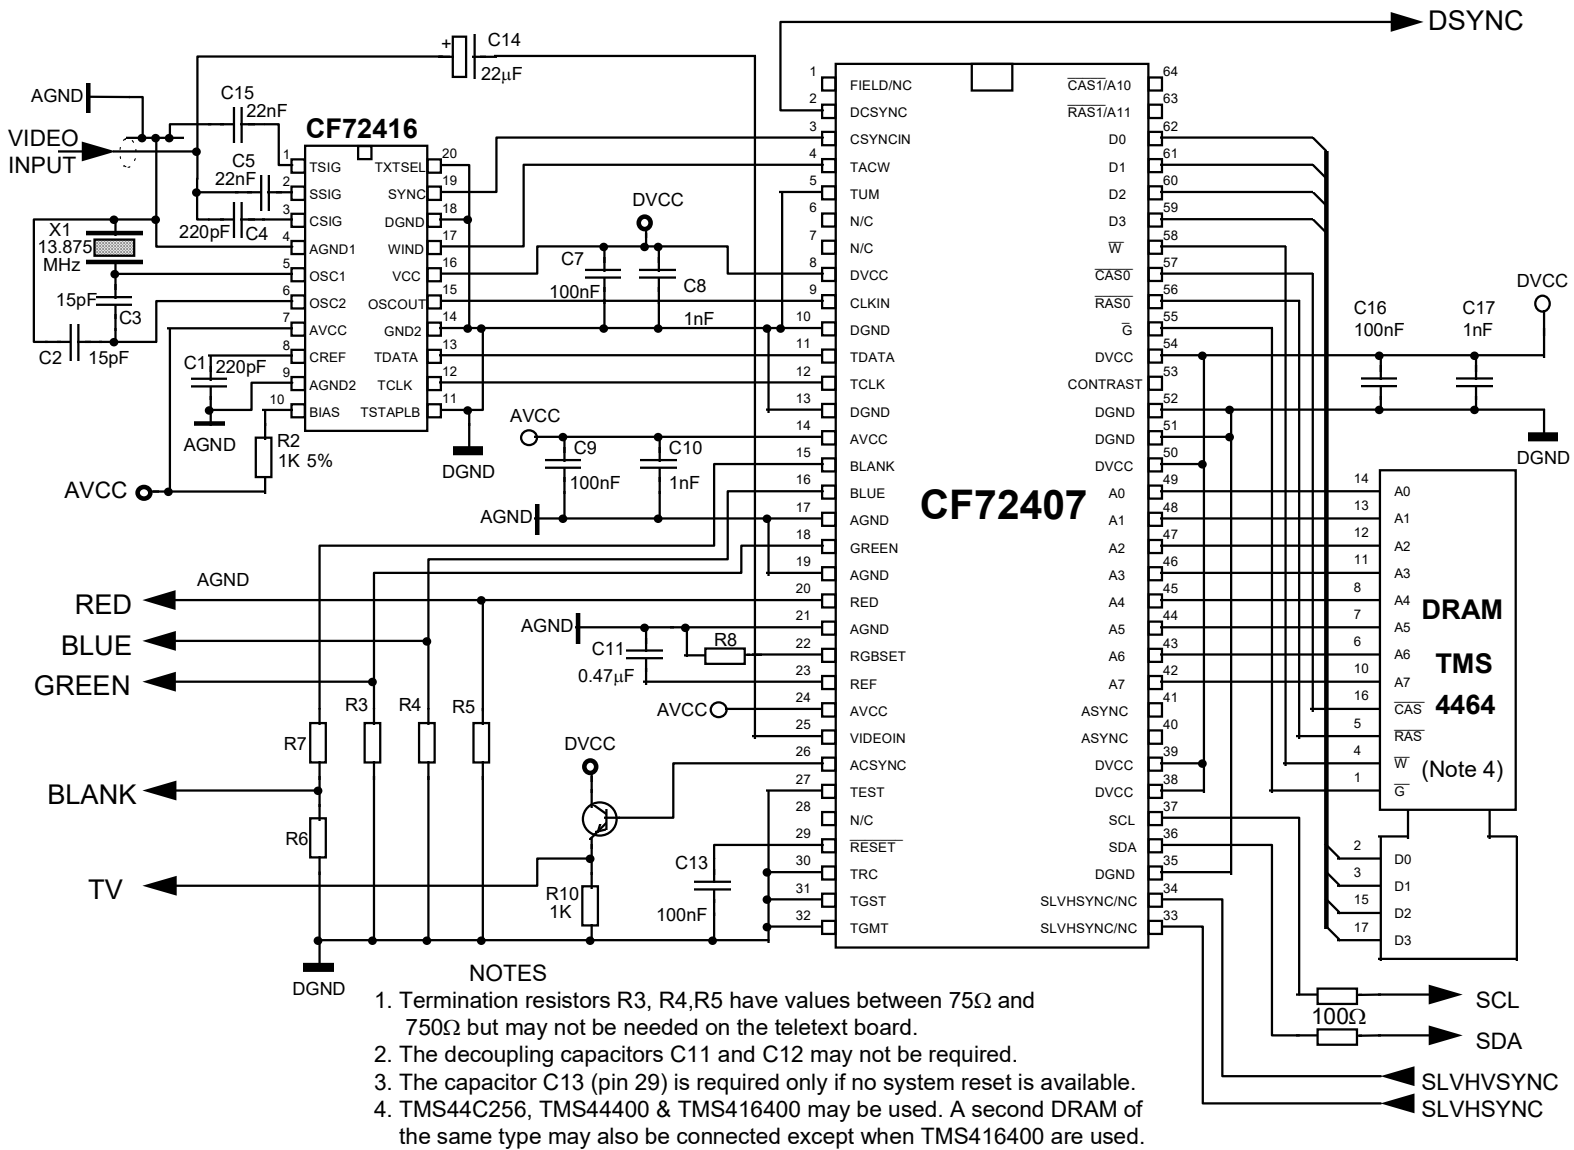 DSYNC
C14
+
22μF
AGND
C15
22nF
VIDEO
INPUT
CF72416
C5
22nF
220pF
C4
X1
13.875
MHz
15pF
C3
C2
15pF
C1
220pF
AGND
R2
1K 5%
AVCC
DGND
1 TSIG
2 SSIG
3 CSIG
4 AGND1
5 OSC1
6 OSC2
7 AVCC
8 CREF
9 AGND2
10 BIAS
TXTSEL 20
SYNC 19
DGND 18
WIND 17
VCC 16
OSCOUT 15
GND2 14
TDATA 13
TCLK 12
TSTAPLB 11
DVCC
C7
100nF
C8
1nF
AVCC
C9
100nF
C10
1nF
AGND
CF72407
1 FIELD/NC
2 DCSYNC
3 CSYNCIN
4 TACW
5 TUM
6 N/C
7 N/C
8 DVCC
9 CLKIN
10 DGND
11 TDATA
12 TCLK
13 DGND
14 AVCC
15 BLANK
16 BLUE
17 AGND
18 GREEN
19 AGND
20 RED
21 AGND
22 RGBSET
23 REF
24 AVCC
25 VIDEOIN
26 ACSYNC
27 TEST
28 N/C
29 RESET
30 TRC
31 TGST
32 TGMT
CAS1/A10 64
RAS1/A11 63
D0 62
D1 61
D2 60
D3 59
W 58
CAS0 57
RAS0 56
G 55
DVCC 54
CONTRAST 53
DGND 52
DGND 51
DVCC 50
A0 49
A1 48
A2 47
A3 46
A4 45
A5 44
A6 43
A7 42
ASYNC 41
ASYNC 40
DVCC 39
DVCC 38
SCL 37
SDA 36
DGND 35
SLVHSYNC/NC 34
SLVHSYNC/NC 33
DVCC
C16
100nF
C17
1nF
DGND
14 A0
13 A1
12 A2
11 A3
8 A4
7 A5
6 A6
10 A7
16 CAS
5 RAS
4 W
1 G
DRAM
TMS
4464
(Note 4)
2 D0
3 D1
15 D2
17 D3
AGND
RED
BLUE
GREEN
BLANK
TV
R3
R4
R5
R7
R6
AGND
C11
0.47μF
R8
AVCC
DVCC
R10
1K
C13
100nF
DGND
SCL
100Ω
SDA
SLVHVSYNC
SLVHSYNC
NOTES
1. Termination resistors R3, R4,R5 have values between 75Ω and
750Ω but may not be needed on the teletext board.
2. The decoupling capacitors C11 and C12 may not be required.
3. The capacitor C13 (pin 29) is required only if no system reset is available.
4. TMS44C256, TMS44400 & TMS416400 may be used. A second DRAM of
the same type may also be connected except when TMS416400 are used.